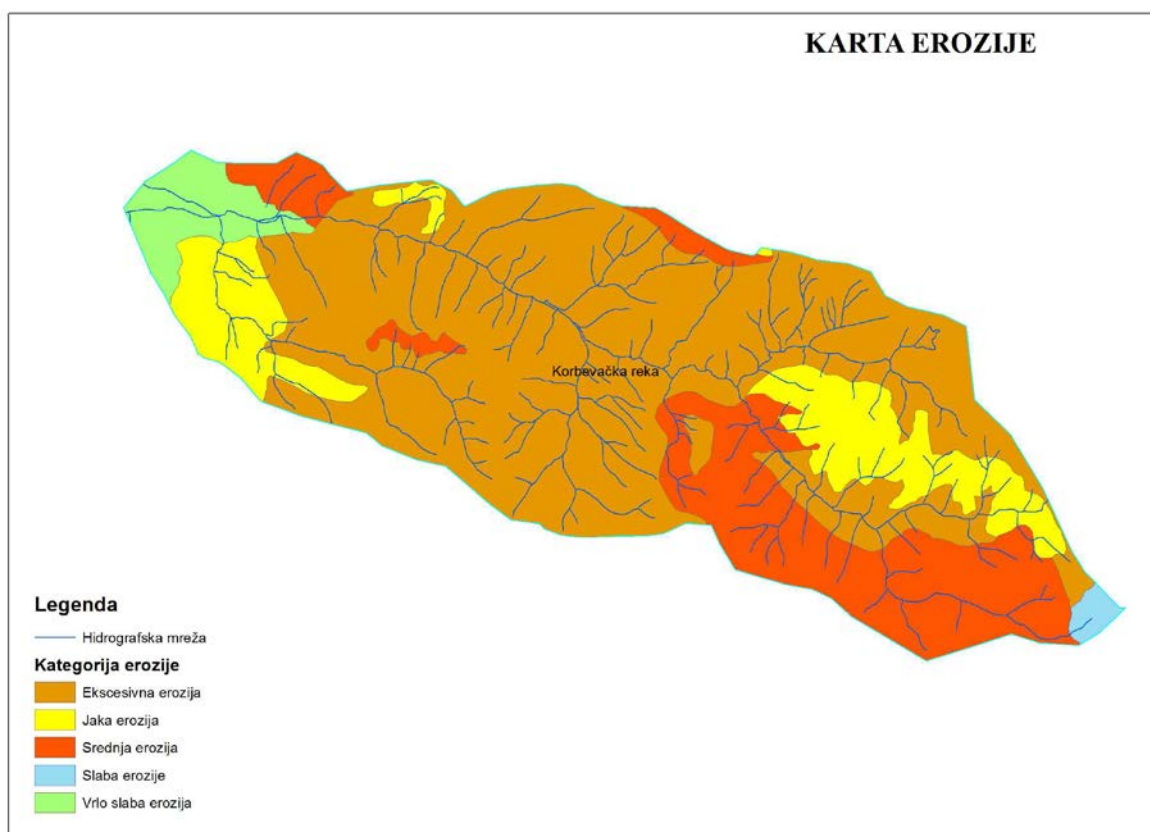 KARTA EROZIJE
Korbevačka reka
Legenda
Hidrografska mreža
Kategorija erozije
Ekscesivna erozija
Jaka erozija
Srednja erozija
Slaba erozije
Vrlo slaba erozija